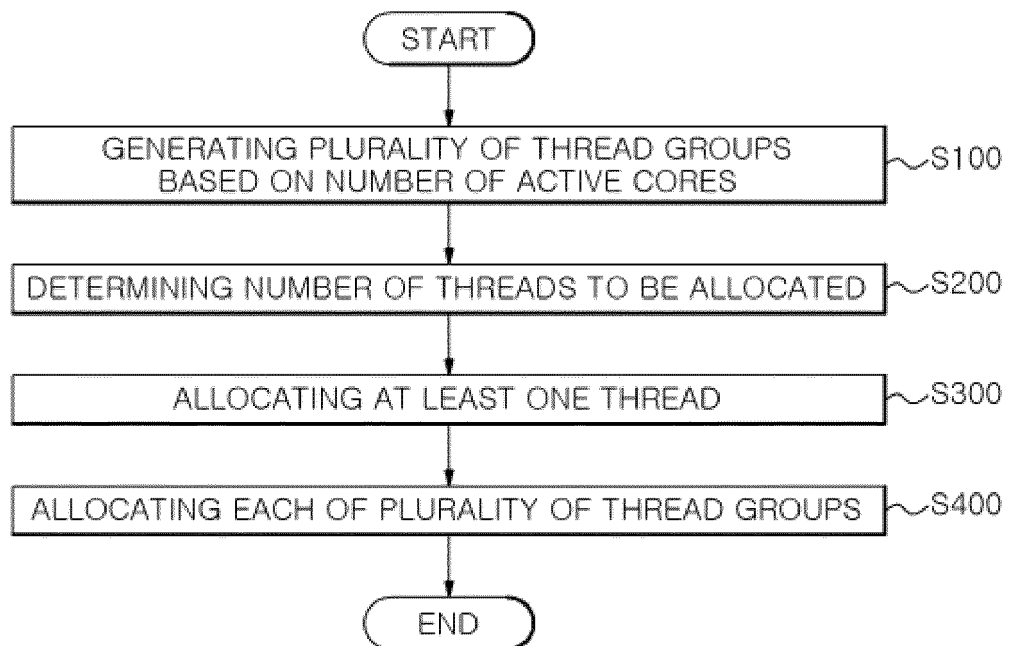 START
GENERATING PLURALITY OF THREAD GROUPS
BASED ON NUMBER OF ACTIVE CORES
S100
DETERMINING NUMBER OF THREADS TO BE ALLOCATED
S200
ALLOCATING AT LEAST ONE THREAD
S300
ALLOCATING EACH OF PLURALITY OF THREAD GROUPS
S400
END